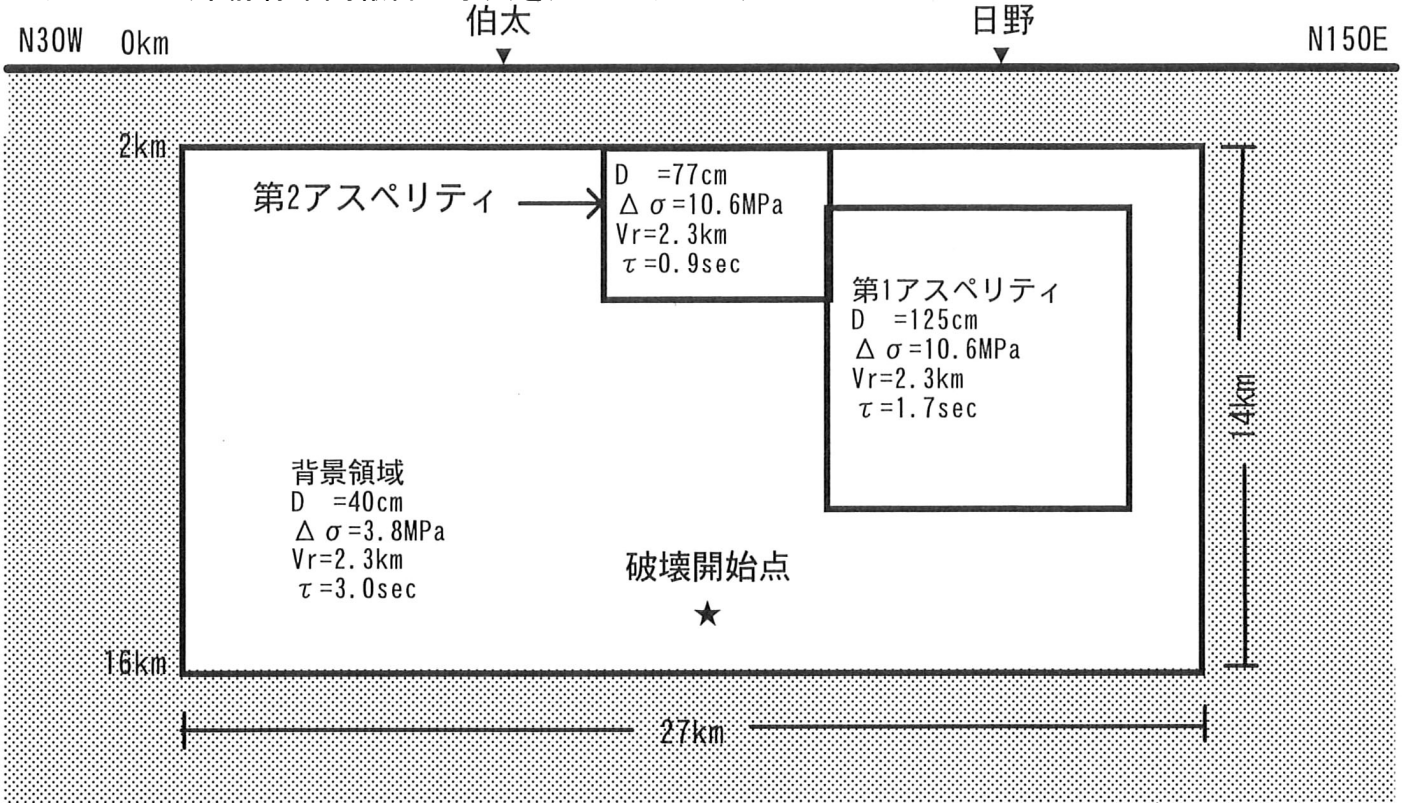 伯太
日野
N30W
0km
N150E
2km
第2アスペリティ
D =77cm
Δσ=10.6MPa
Vr=2.3km
τ=0.9sec
第1アスペリティ
D =125cm
Δσ=10.6MPa
Vr=2.3km
τ=1.7sec
14km
背景領域
D =40cm
Δσ=3.8MPa
Vr=2.3km
τ=3.0sec
破壊開始点
16km
27km